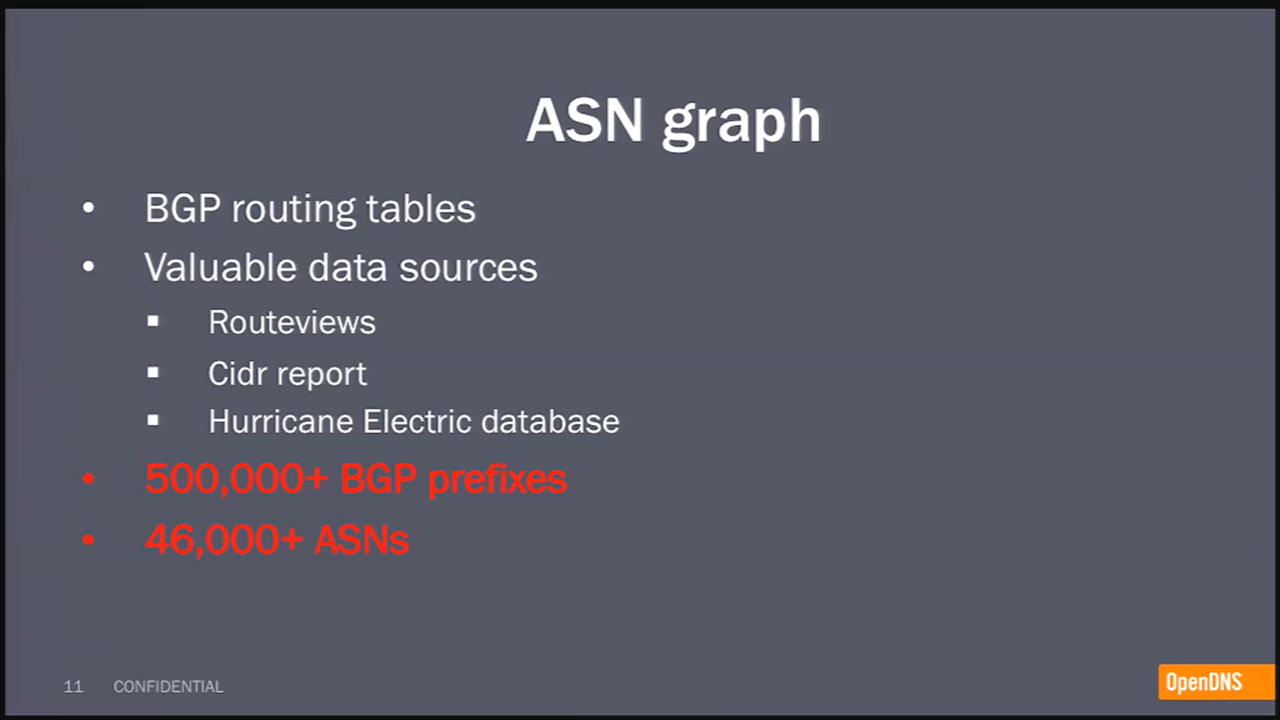 ASN graph
• BGP routing tables
• Valuable data sources
▪ Routeviews
▪ Cidr report
▪ Hurricane Electric database
• 500,000+ BGP prefixes
• 46,000+ ASNs
11 CONFIDENTIAL
OpenDNS